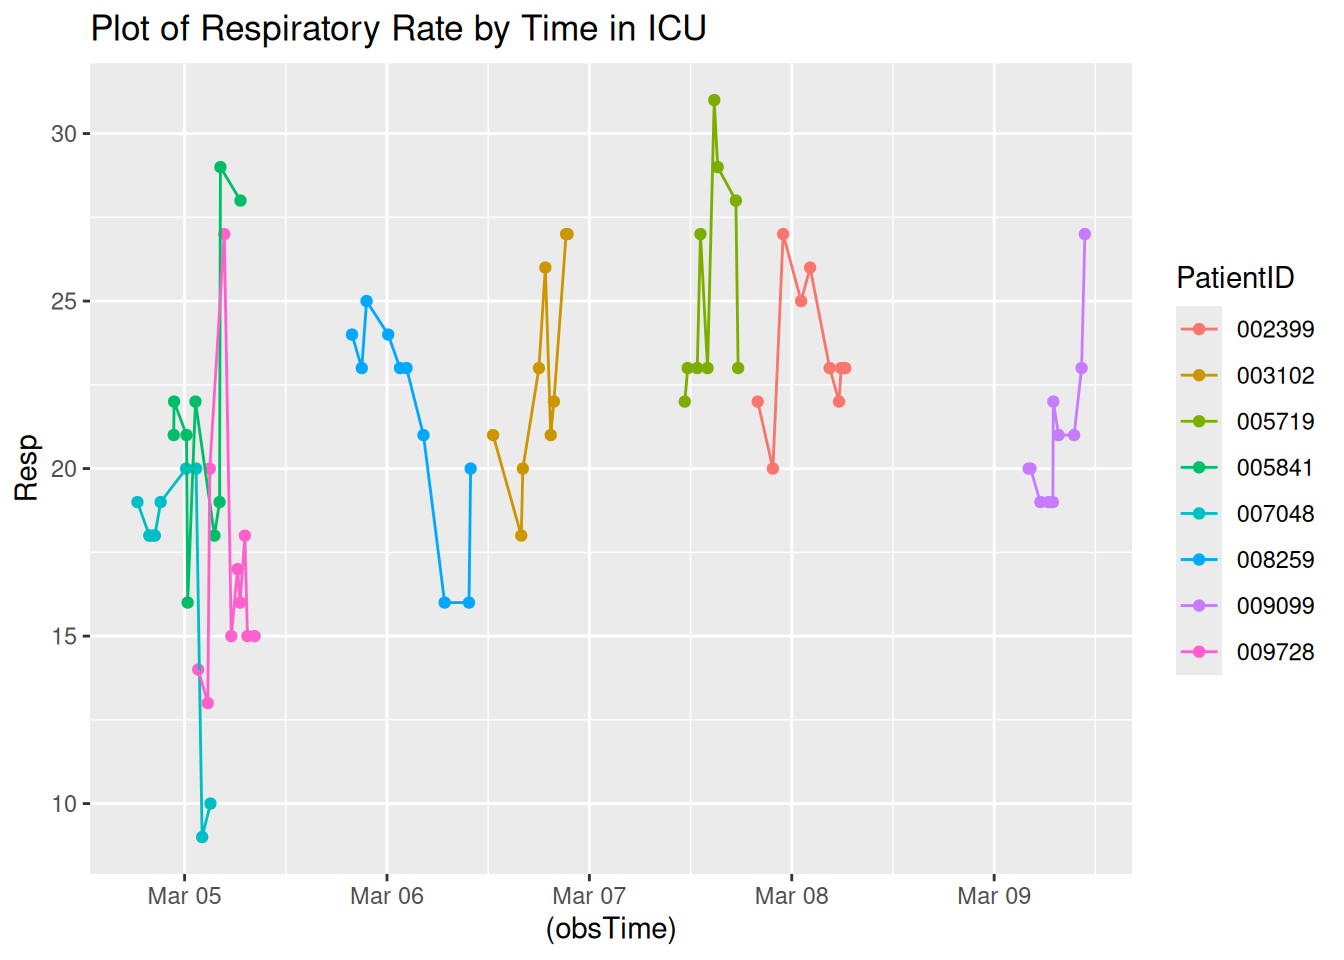 Plot of Respiratory Rate by Time in ICU
Resp
30
25
20
15
10
Mar 05
Mar 06
Mar 07
Mar 08
Mar 09
(obsTime)
PatientID
002399
003102
005719
005841
007048
008259
009099
009728